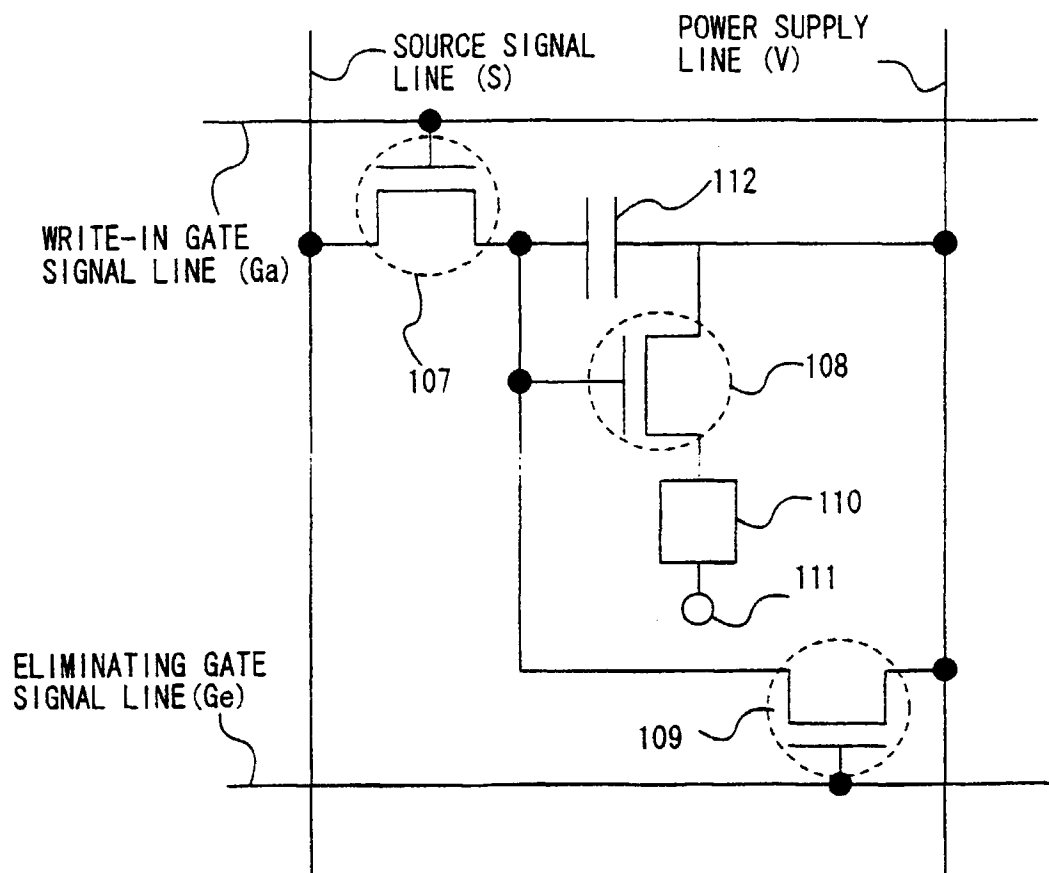 SOURCE SIGNAL
LINE (S)
POWER SUPPLY
LINE (V)
112
WRITE-IN GATE
SIGNAL LINE (Ga)
107
108
110
111
ELIMINATING GATE
SIGNAL LINE (Ge)
109